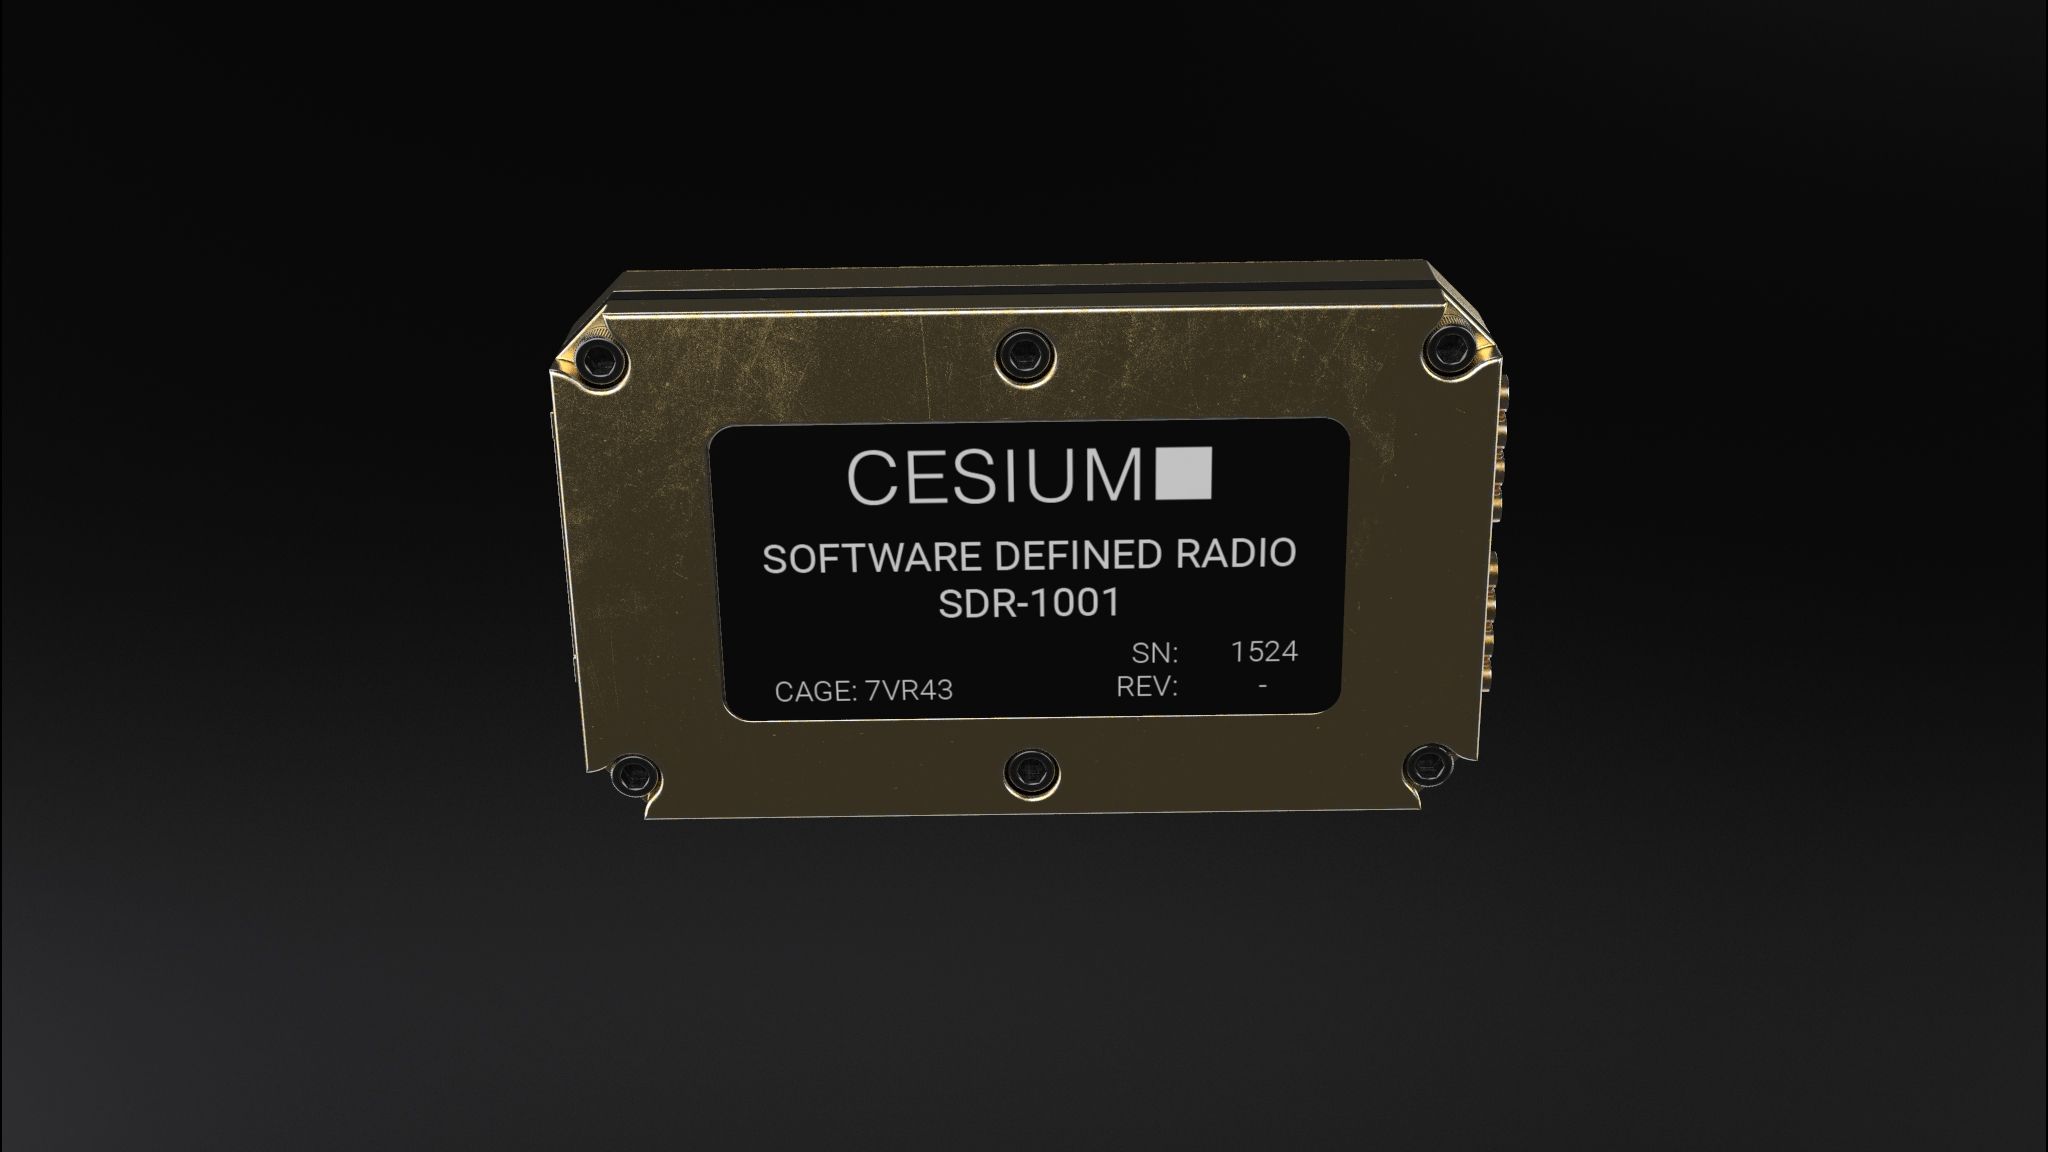 CESIUM
SOFTWARE DEFINED RADIO
SDR-1001
SN: 1524
CAGE: 7VR43 REV: -